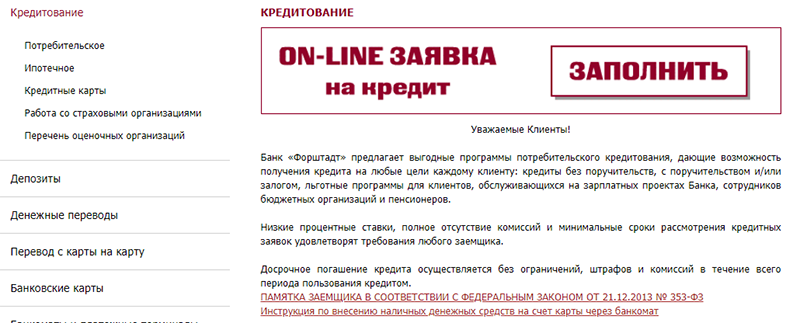 Кредитование
Потребительское
Ипотечное
Кредитные карты
Работа со страховыми организациями
Перечень оценочных организаций
Депозиты
Денежные переводы
Перевод с карты на карту
Банковские карты
Банкоматы и платежные терминалы
КРЕДИТОВАНИЕ
ON-LINE ЗАЯВКА
на кредит
ЗАПОЛНИТЬ
Уважаемые Клиенты!
Банк «Форштадт» предлагает выгодные программы потребительского кредитования, дающие возможность
получения кредита на любые цели каждому клиенту: кредиты без поручительств, с поручительством и/или
залогом, льготные программы для клиентов, обслуживающихся на зарплатных проектах Банка, сотрудников
бюджетных организаций и пенсионеров.
Низкие процентные ставки, полное отсутствие комиссий и минимальные сроки рассмотрения кредитных
заявок удовлетворят требования любого заемщика.
Досрочное погашение кредита осуществляется без ограничений, штрафов и комиссий в течение всего
периода пользования кредитом.
ПАМЯТКА ЗАЕМЩИКА В СООТВЕТСТВИИ С ФЕДЕРАЛЬНЫМ ЗАКОНОМ ОТ 21.12.2013 № 353-ФЗ
Инструкция по внесению наличных денежных средств на счет карты через банкомат